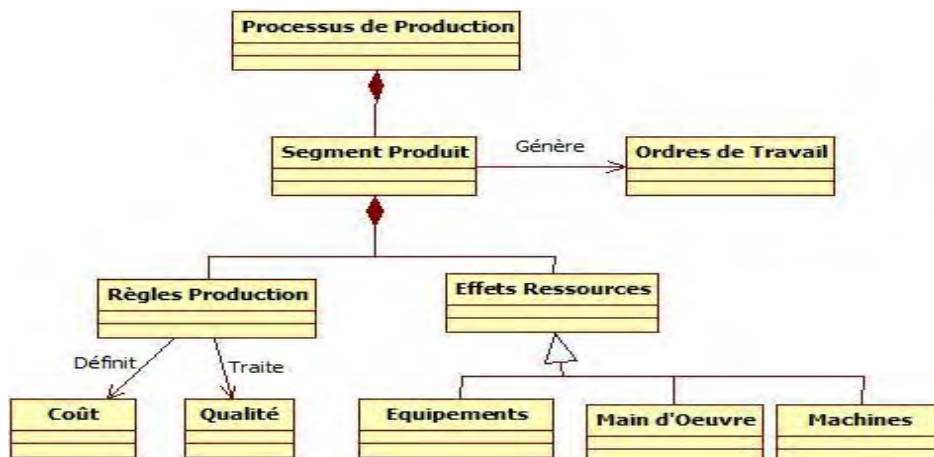 Processus de Production
Segment Produit
Génère
Ordres de Travail
Règles Production
Effets Ressources
Définit
Traite
Coût
Qualité
Equipements
Main d'Oeuvre
Machines